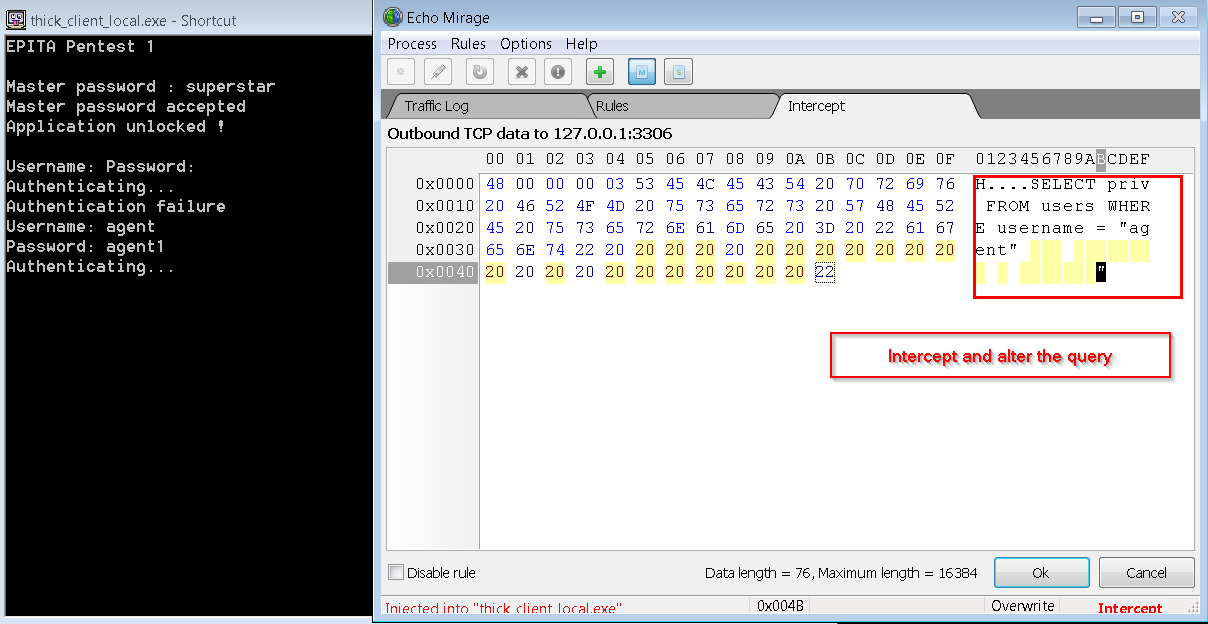 thick_client_local.exe - Shortcut
EPITA Pentest 1
Master password : superstar
Master password accepted
Application unlocked !
Username: Password:
Authenticating...
Authentication failure
Username: agent
Password: agent1
Authenticating...
Echo Mirage
Process Rules Options Help
M S
Traffic Log Rules Intercept
Outbound TCP data to 127.0.0.1:3306
00 01 02 03 04 05 06 07 08 09 0A 0B 0C 0D 0E 0F 0123456789ABCDEF
0x0000 48 00 00 00 03 53 45 4C 45 43 54 20 70 72 69 76 H....SELECT priv
0x0010 20 46 52 4F 4D 20 75 73 65 72 73 20 57 48 45 52 FROM users WHER
0x0020 45 20 75 73 65 72 6E 61 6D 65 20 3D 20 22 61 67 E username = "ag
0x0030 65 6E 74 22 20 20 20 20 20 20 20 20 20 20 20 20 ent"
0x0040 20 20 20 20 20 20 20 20 20 20 20 22 "
Intercept and alter the query
Disable rule Data length = 76, Maximum length = 16384 Ok Cancel
Injected into "thick_client_local.exe" 0x004B Overwrite Intercept